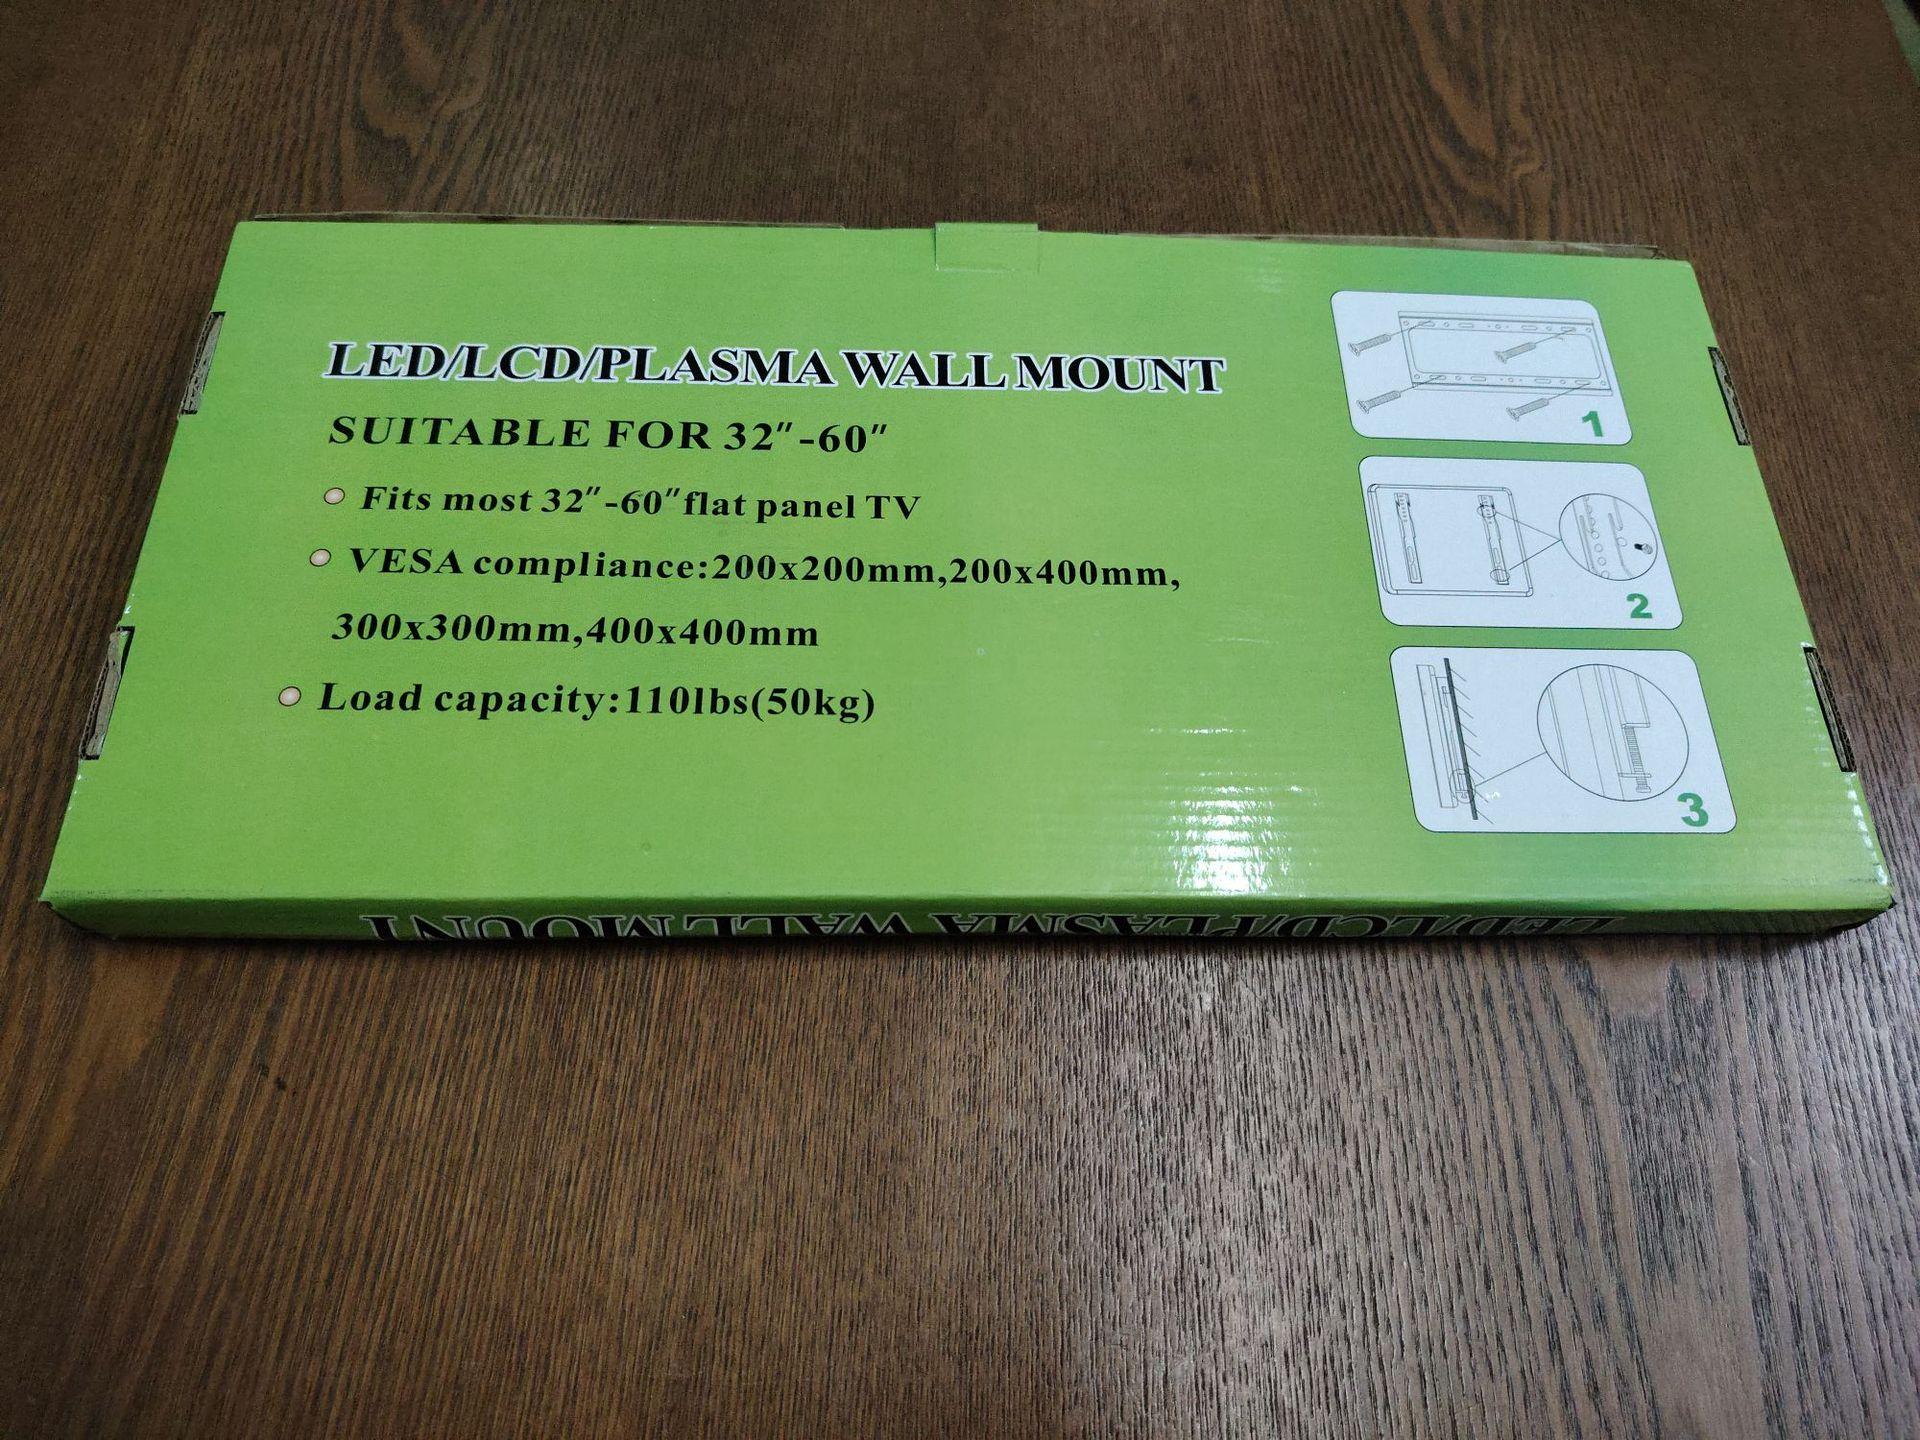 LED/LCD/PLASMA WALL MOUNT
SUITABLE FOR 32"-60"
Fits most 32"-60"flat panel TV
VESA compliance:200x200mm,200x400mm,
300x300mm,400x400mm
Load capacity:110lbs(50kg)
1
2
3
LED/LCD/PLASMA WALL MOUNT